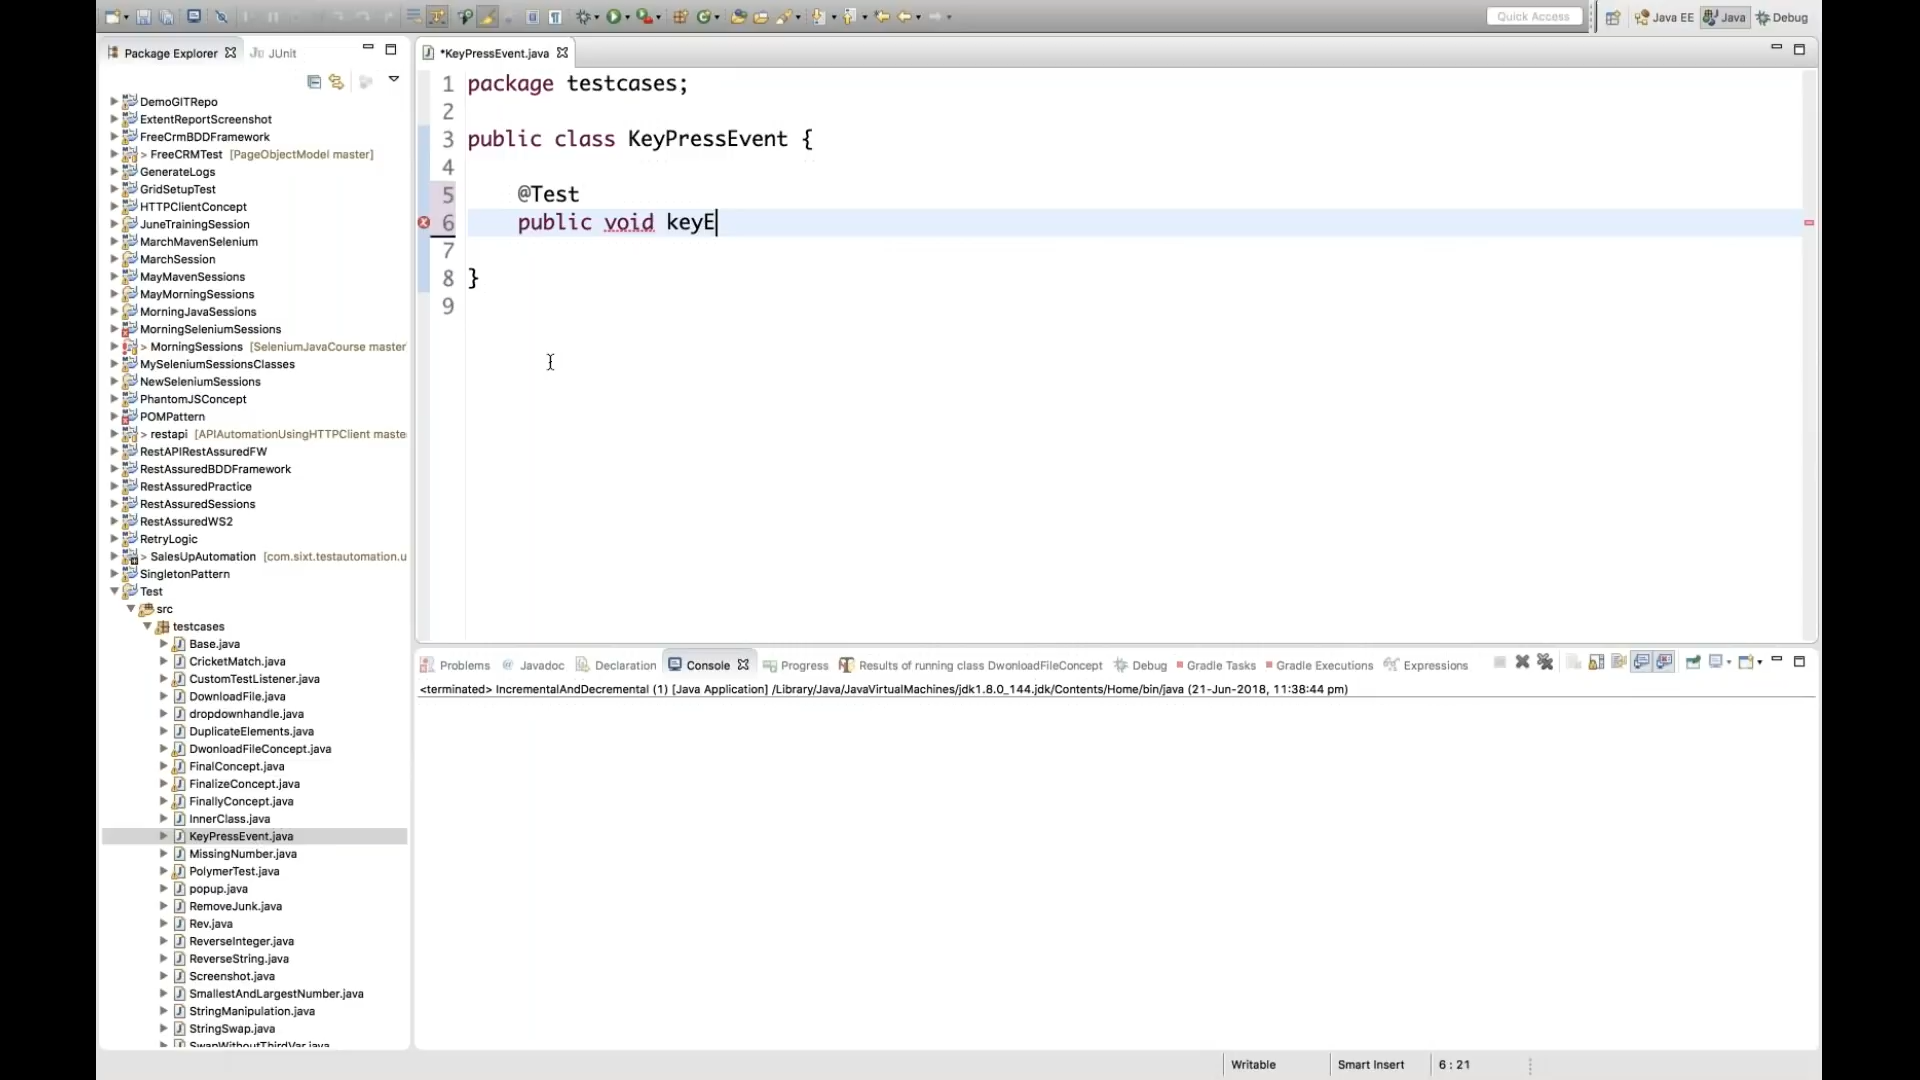 Quick Access
Java EE
Java
Debug
Package Explorer
JUnit
*KeyPressEvent.java
DemoGITRepo
ExtentReportScreenshot
FreeCrmBDDFramework
> FreeCRMTest [PageObjectModel master]
GenerateLogs
GridSetupTest
HTTPClientConcept
JuneTrainingSession
MarchMavenSelenium
MarchSession
MayMavenSessions
MayMorningSessions
MorningJavaSessions
MorningSeleniumSessions
> MorningSessions [SeleniumJavaCourse master
MySeleniumSessionsClasses
NewSeleniumSessions
PhantomJSConcept
POMPattern
> restapi [APIAutomationUsingHTTPClient maste
RestAPIRestAssuredFW
RestAssuredBDDFramework
RestAssuredPractice
RestAssuredSessions
RestAssuredWS2
RetryLogic
> SalesUpAutomation [com.sixt.testautomation.u
SingletonPattern
Test
src
testcases
Base.java
CricketMatch.java
CustomTestListener.java
DownloadFile.java
dropdownhandle.java
DuplicateElements.java
DwonloadFileConcept.java
FinalConcept.java
FinalizeConcept.java
FinallyConcept.java
InnerClass.java
KeyPressEvent.java
MissingNumber.java
PolymerTest.java
popup.java
RemoveJunk.java
Rev.java
ReverseInteger.java
ReverseString.java
Screenshot.java
SmallestAndLargestNumber.java
StringManipulation.java
StringSwap.java
SwapWithoutThirdVar.java
1 package testcases;
2
3 public class KeyPressEvent {
4
5 @Test
6 public void keyE
7
8 }
9
Problems
Javadoc
Declaration
Console
Progress
Results of running class DwonloadFileConcept
Debug
Gradle Tasks
Gradle Executions
Expressions
<terminated> IncrementalAndDecremental (1) [Java Application] /Library/Java/JavaVirtualMachines/jdk1.8.0_144.jdk/Contents/Home/bin/java (21-Jun-2018, 11:38:44 pm)
Writable
Smart Insert
6 : 21